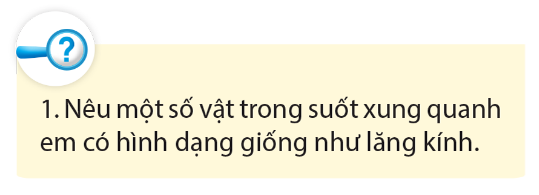 ?
1. Nêu một số vật trong suốt xung quanh
em có hình dạng giống như lăng kính.